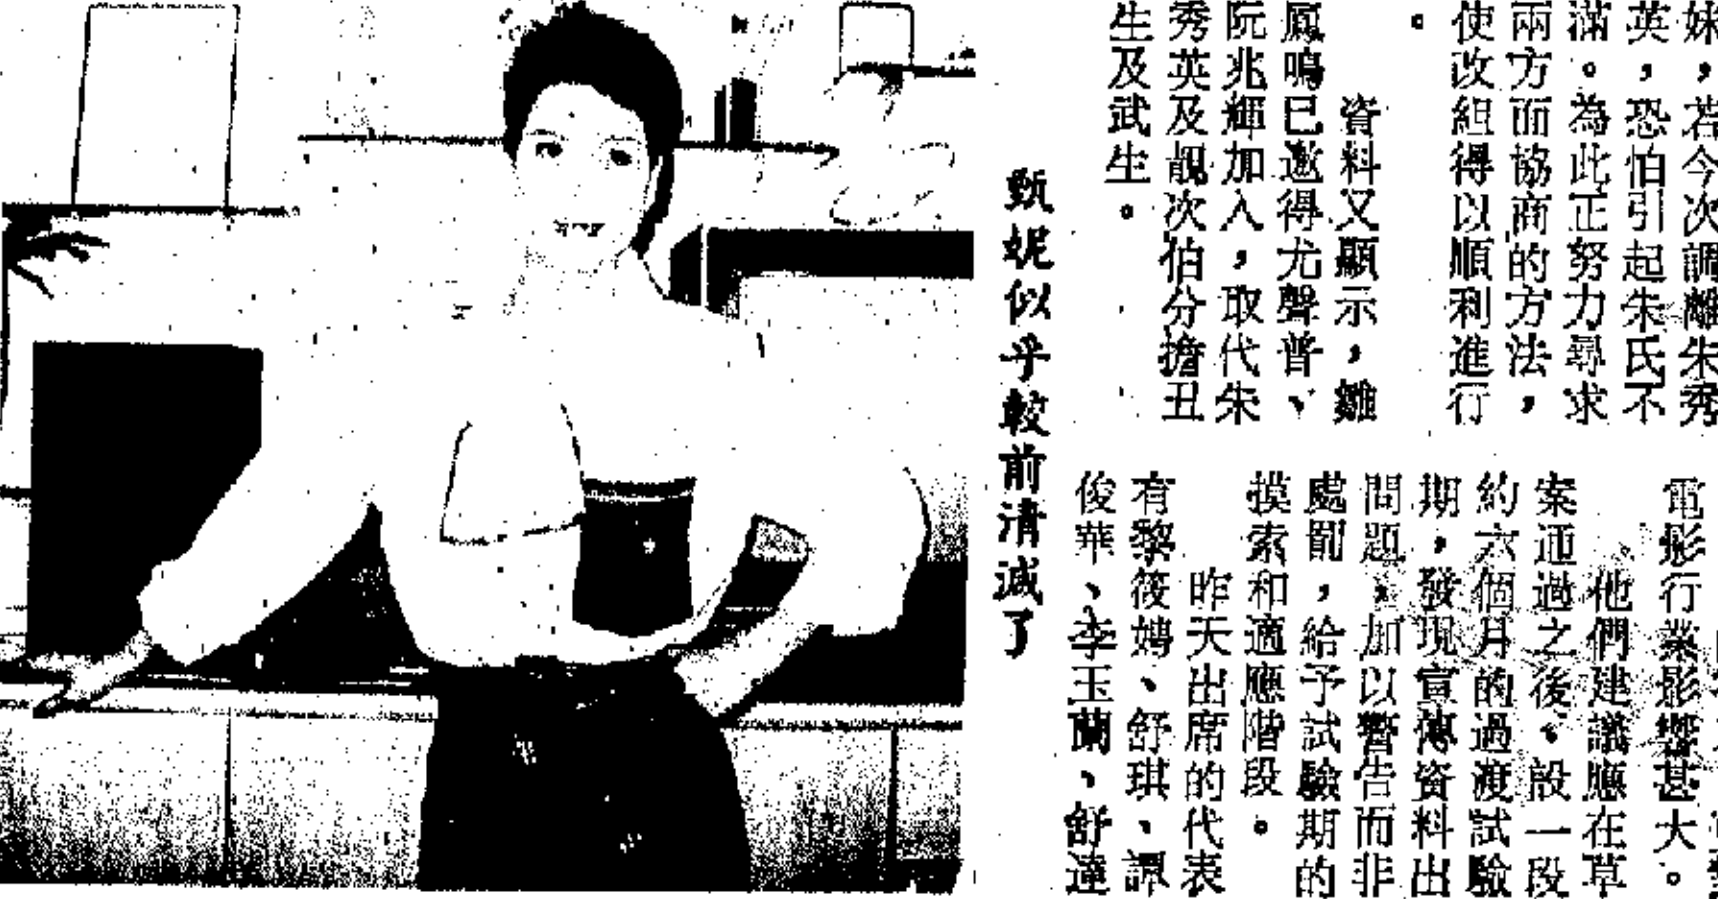 妹，若今次調離朱秀
英，恐怕引起朱氏不
滿。為此正努力尋求
兩方面協商的方法，
使改組得以順利進行
。
資料又顯示，雛
鳳鳴已邀得尤聲普、
阮兆輝加入，取代朱
秀英及靚次伯分擔丑
生及武生。
電影行業影響甚大。
他們建議應在草
案通過之後，設一段
約六個月的過渡試驗
期，發現宣傳資料出
問題，加以警告而非
處罰，給予試驗期的
摸索和適應階段。
昨天出席的代表
有黎筱娉、舒琪、譚
俊華、李玉蘭、舒達
甄妮似乎較前清減了